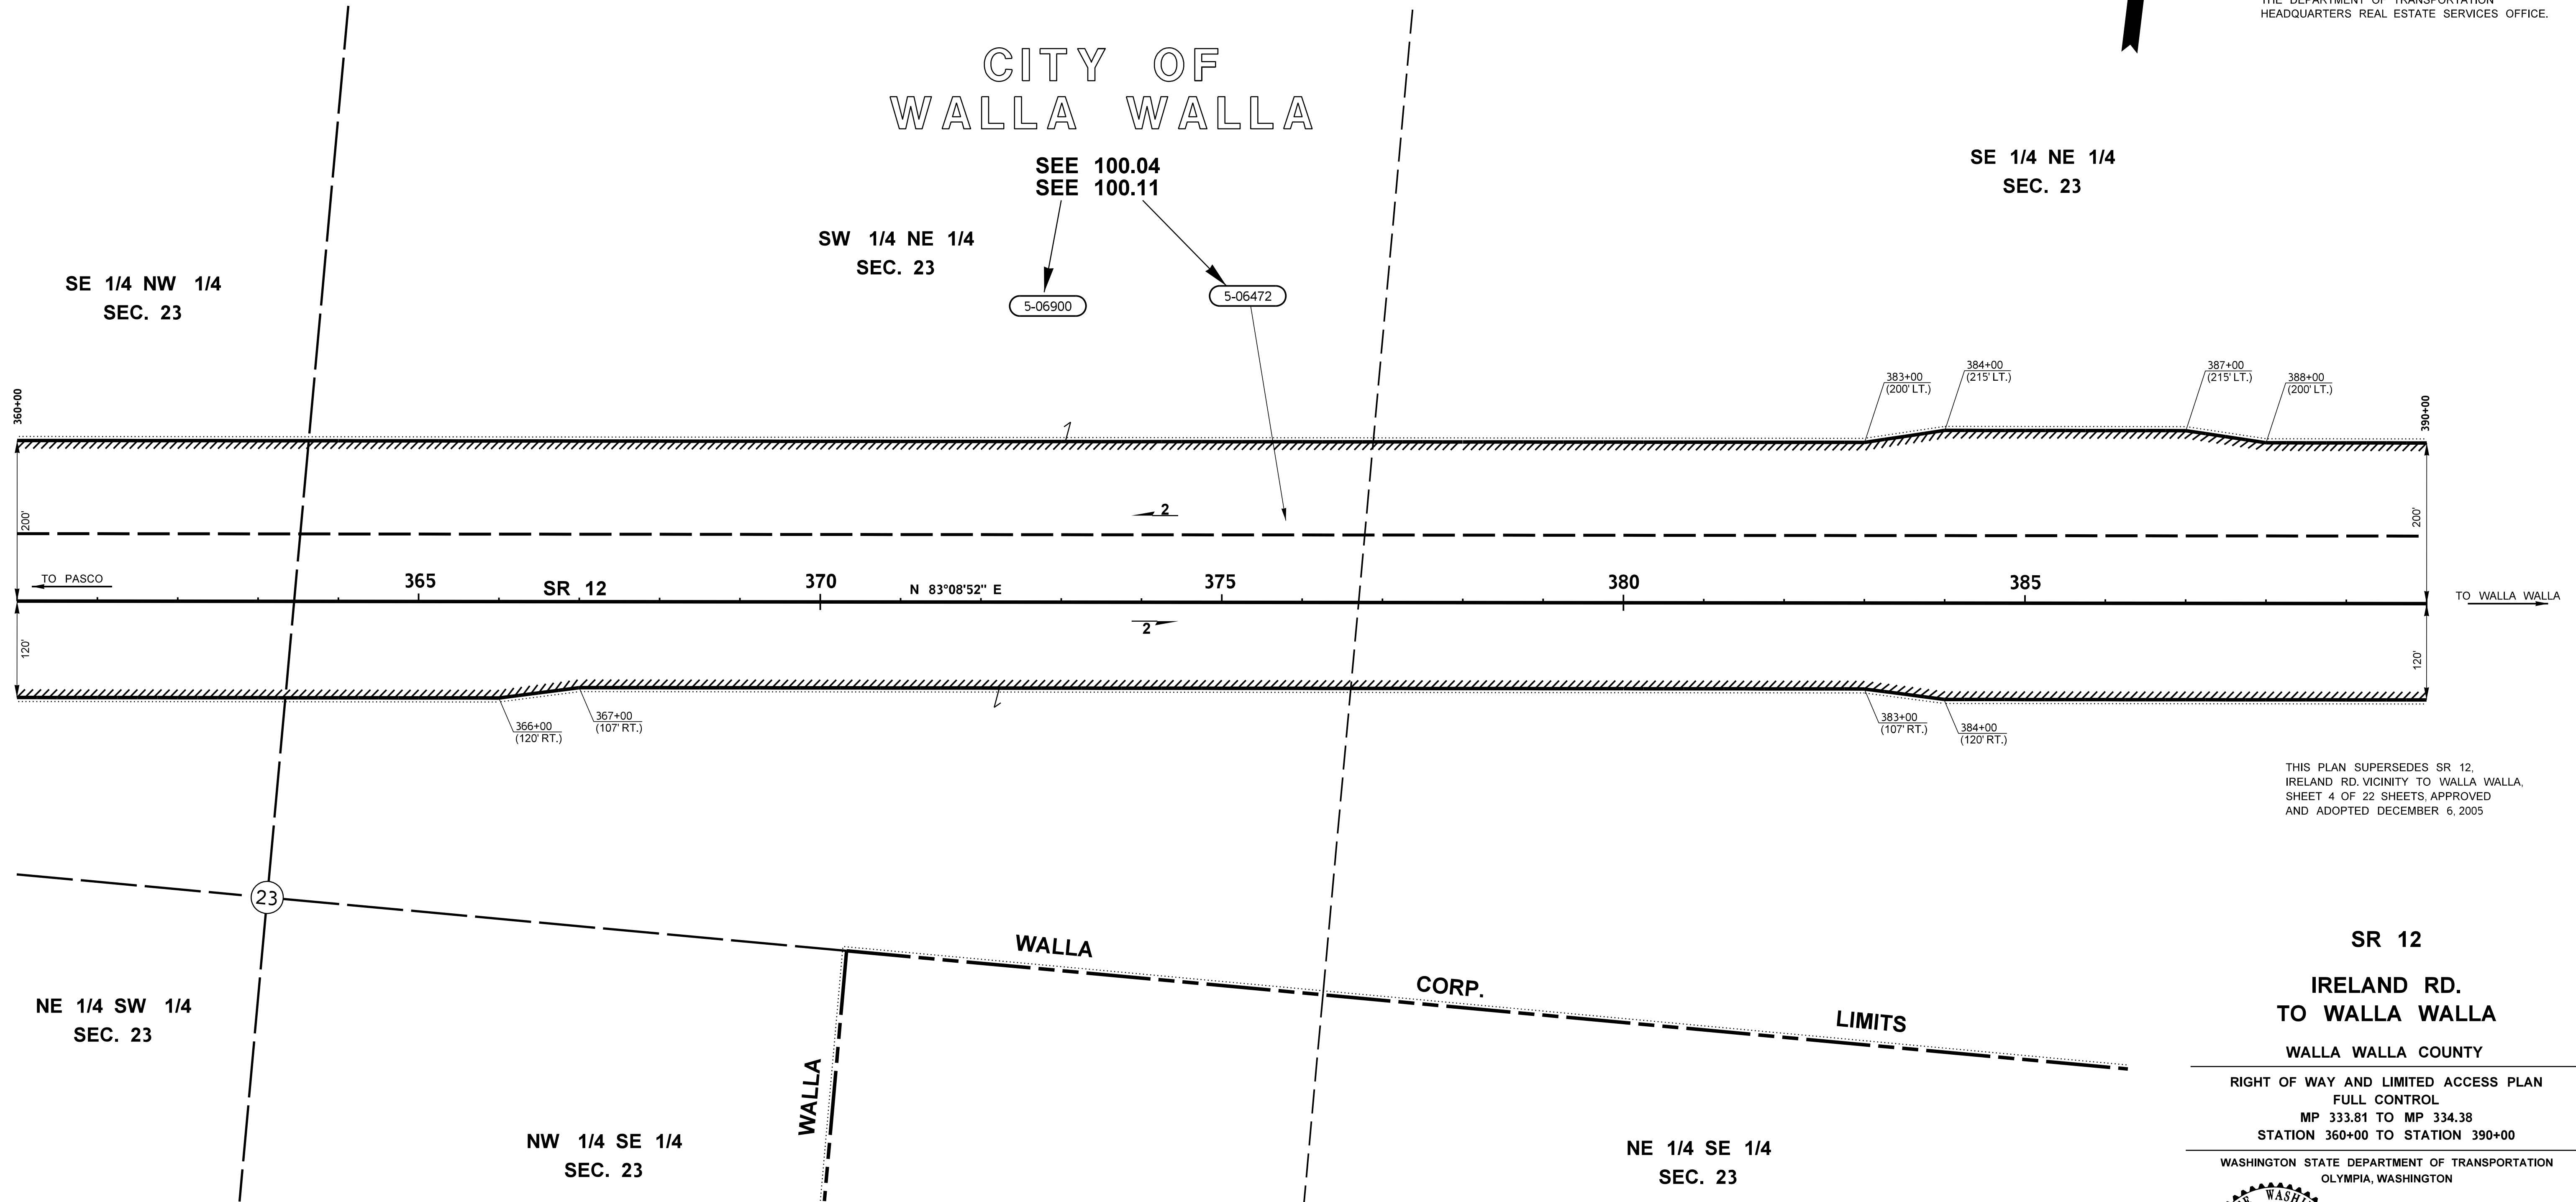 THE DEPARTMENT OF TRANSPORTATION
HEADQUARTERS REAL ESTATE SERVICES OFFICE.
CITY OF
WALLA WALLA
SEE 100.04
SEE 100.11
SE 1/4 NE 1/4
SEC. 23
SW 1/4 NE 1/4
SEC. 23
SE 1/4 NW 1/4
SEC. 23
5-06900
5-06472
360+00
383+00
(200' LT.)
384+00
(215' LT.)
387+00
(215' LT.)
388+00
(200' LT.)
390+00
200'
2
200'
TO PASCO
365
SR 12
370
N 83°08'52" E
375
380
385
TO WALLA WALLA
120'
2
120'
366+00
(120' RT.)
367+00
(107' RT.)
383+00
(107' RT.)
384+00
(120' RT.)
THIS PLAN SUPERSEDES SR 12,
IRELAND RD. VICINITY TO WALLA WALLA,
SHEET 4 OF 22 SHEETS, APPROVED
AND ADOPTED DECEMBER 6, 2005
23
WALLA
CORP.
LIMITS
WALLA
NE 1/4 SW 1/4
SEC. 23
NW 1/4 SE 1/4
SEC. 23
NE 1/4 SE 1/4
SEC. 23
SR 12
IRELAND RD.
TO WALLA WALLA
WALLA WALLA COUNTY
RIGHT OF WAY AND LIMITED ACCESS PLAN
FULL CONTROL
MP 333.81 TO MP 334.38
STATION 360+00 TO STATION 390+00
WASHINGTON STATE DEPARTMENT OF TRANSPORTATION
OLYMPIA, WASHINGTON